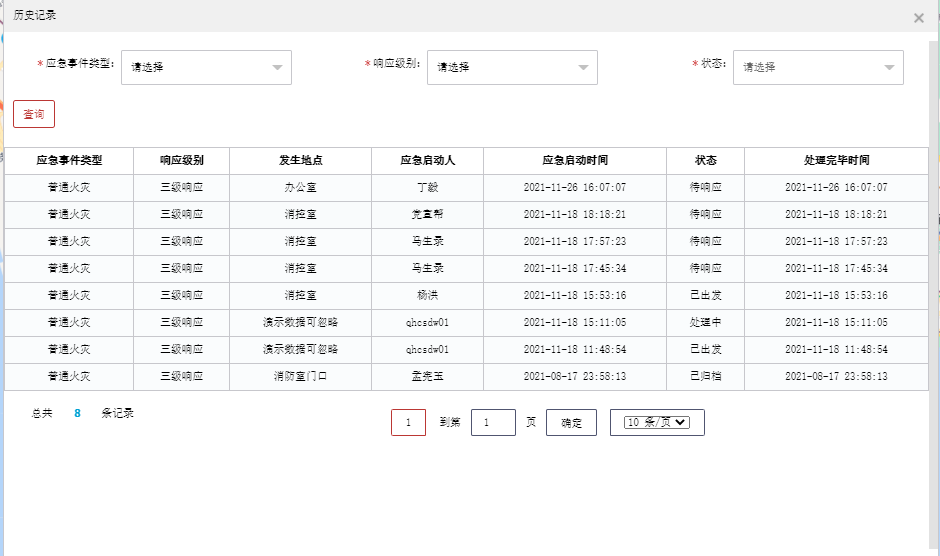 历史记录
* 应急事件类型: 请选择 * 响应级别: 请选择 * 状态: 请选择
查询
应急事件类型 响应级别 发生地点 应急启动人 应急启动时间 状态 处理完毕时间
普通火灾 三级响应 办公室 丁毅 2021-11-26 16:07:07 待响应 2021-11-26 16:07:07
普通火灾 三级响应 消控室 党重帮 2021-11-18 18:18:21 待响应 2021-11-18 18:18:21
普通火灾 三级响应 消控室 马生录 2021-11-18 17:57:23 待响应 2021-11-18 17:57:23
普通火灾 三级响应 消控室 马生录 2021-11-18 17:45:34 待响应 2021-11-18 17:45:34
普通火灾 三级响应 消控室 杨洪 2021-11-18 15:53:16 已出发 2021-11-18 15:53:16
普通火灾 三级响应 演示数据可忽略 qhcsdw01 2021-11-18 15:11:05 处理中 2021-11-18 15:11:05
普通火灾 三级响应 演示数据可忽略 qhcsdw01 2021-11-18 11:48:54 已出发 2021-11-18 11:48:54
普通火灾 三级响应 消防室门口 孟宪玉 2021-08-17 23:58:13 已归档 2021-08-17 23:58:13
总共 8 条记录 1 到第 1 页 确定 10 条/页